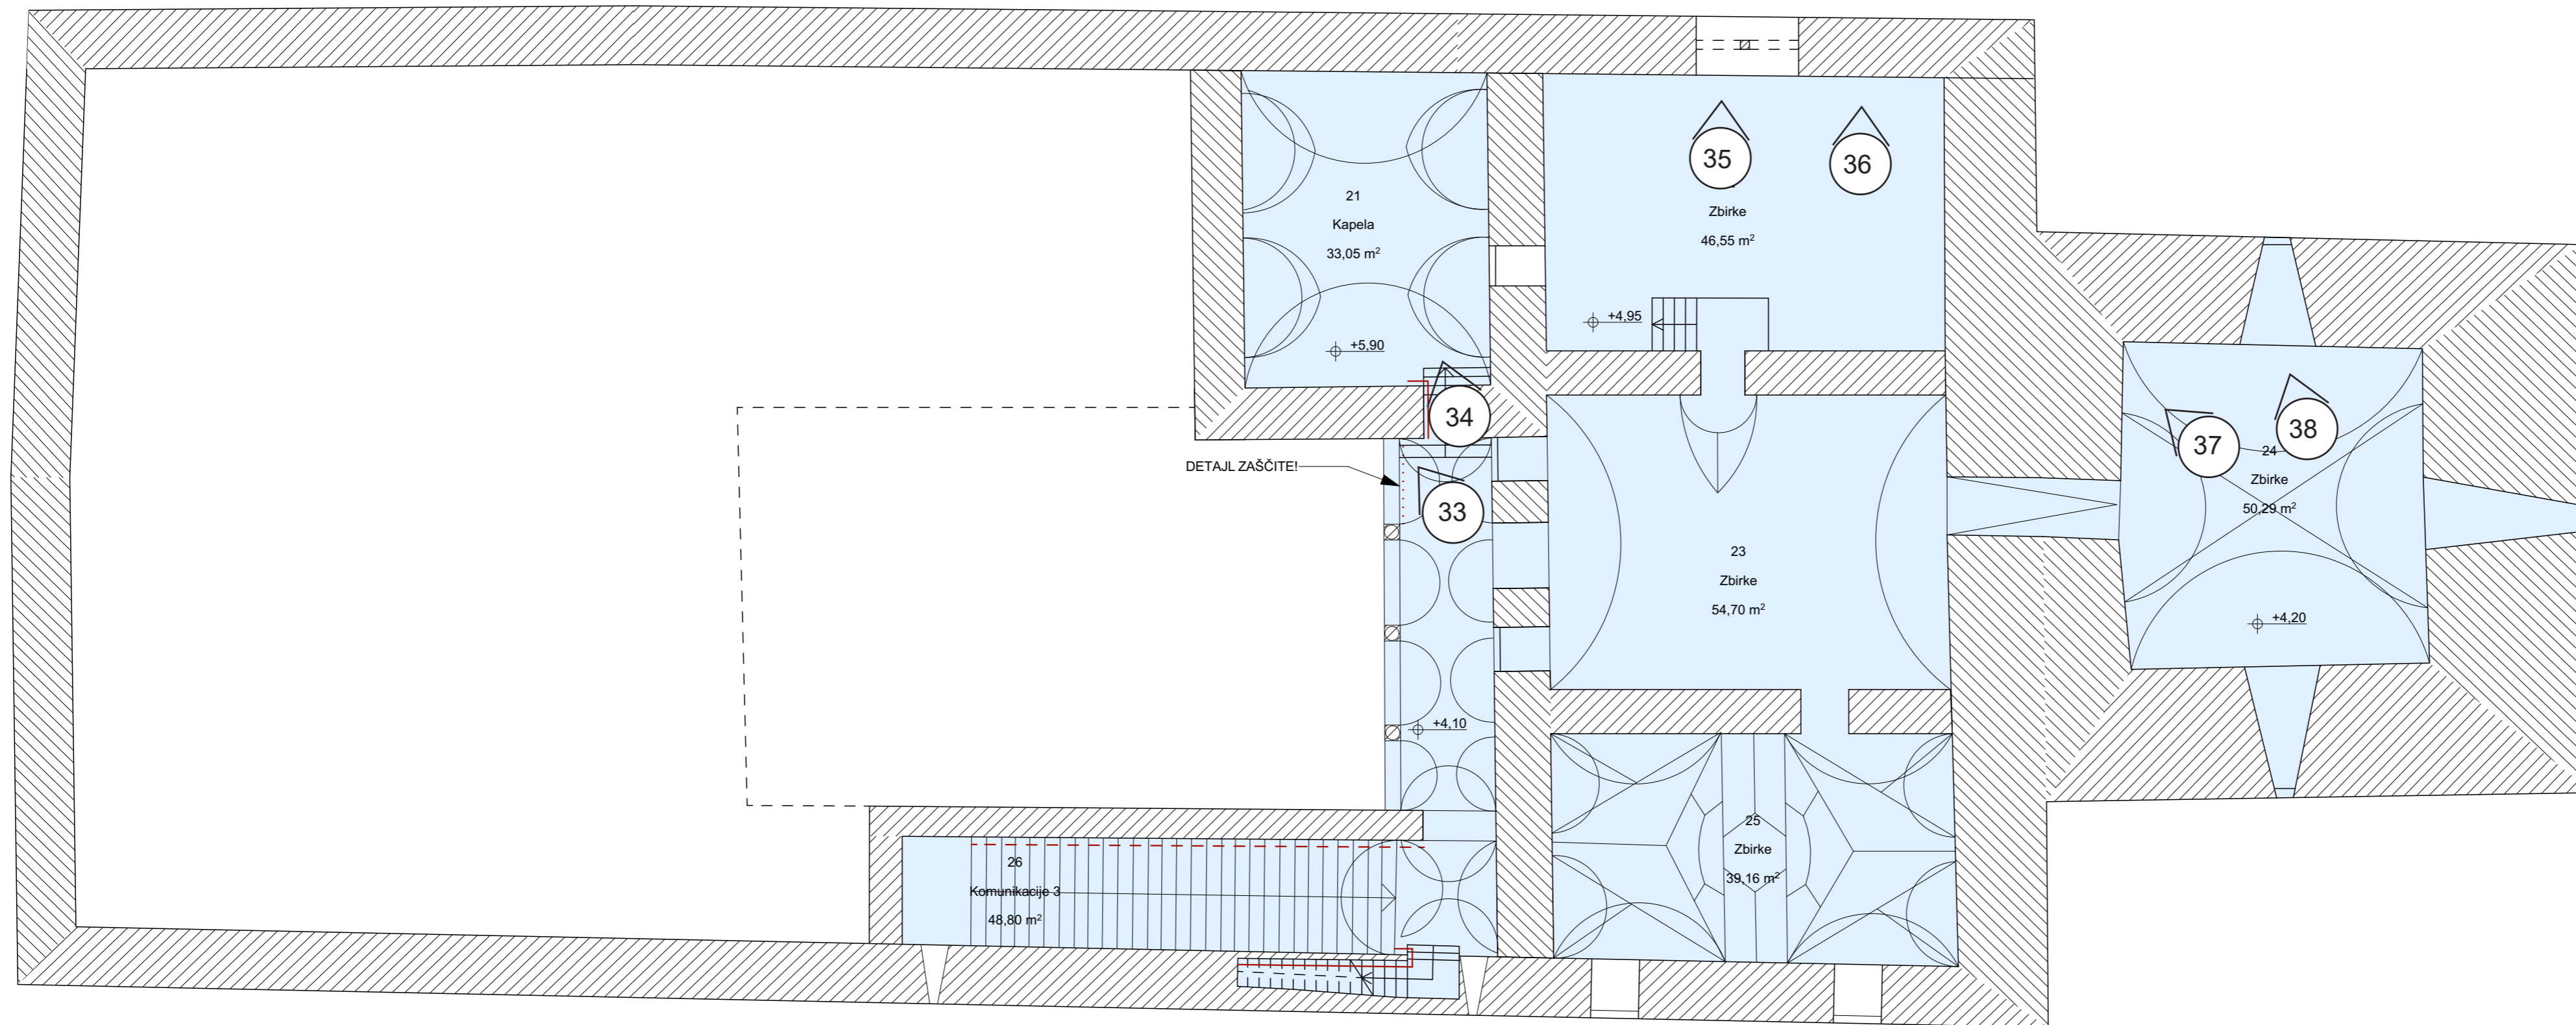 35
36
21
Kapela
33,05 m²
Zbirke
46,55 m²
+4,95
+5,90
34
DETAJL ZAŠČITE!
33
37
38
24
Zbirke
50,29 m²
23
Zbirke
54,70 m²
+4,20
+4,10
25
Zbirke
39,16 m²
26
Komunikacije 3
48,80 m²